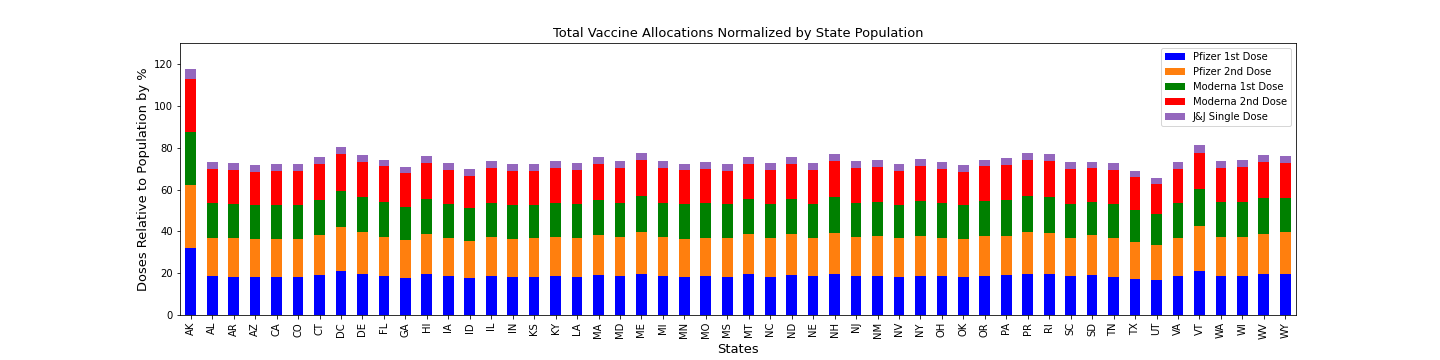 Total Vaccine Allocations Normalized by State Population
Doses Relative to Population by %
120
100
80
60
40
20
0
Pfizer 1st Dose
Pfizer 2nd Dose
Moderna 1st Dose
Moderna 2nd Dose
J&J Single Dose
AK AL AR AZ CA CO CT DC DE FL GA HI IA ID IL IN KS KY LA MA MD ME MI MN MO MS MT NC ND NE NH NJ NM NV NY OH OK OR PA PR RI SC SD TN TX UT VA VT WA WI WV WY
States